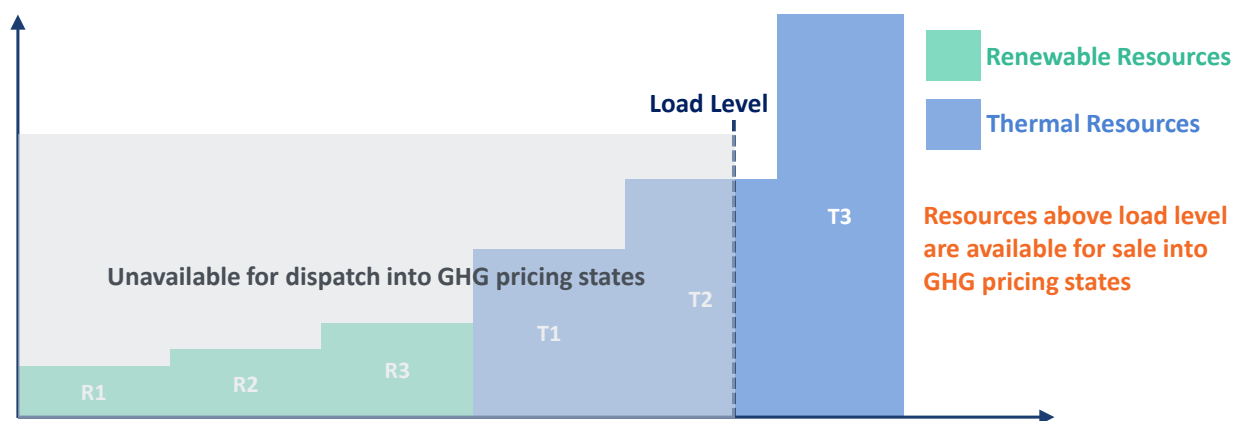 Renewable Resources
Load Level
Thermal Resources
T3
Resources above load level
are available for sale into
GHG pricing states
Unavailable for dispatch into GHG pricing states
T2
T1
R3
R2
R1